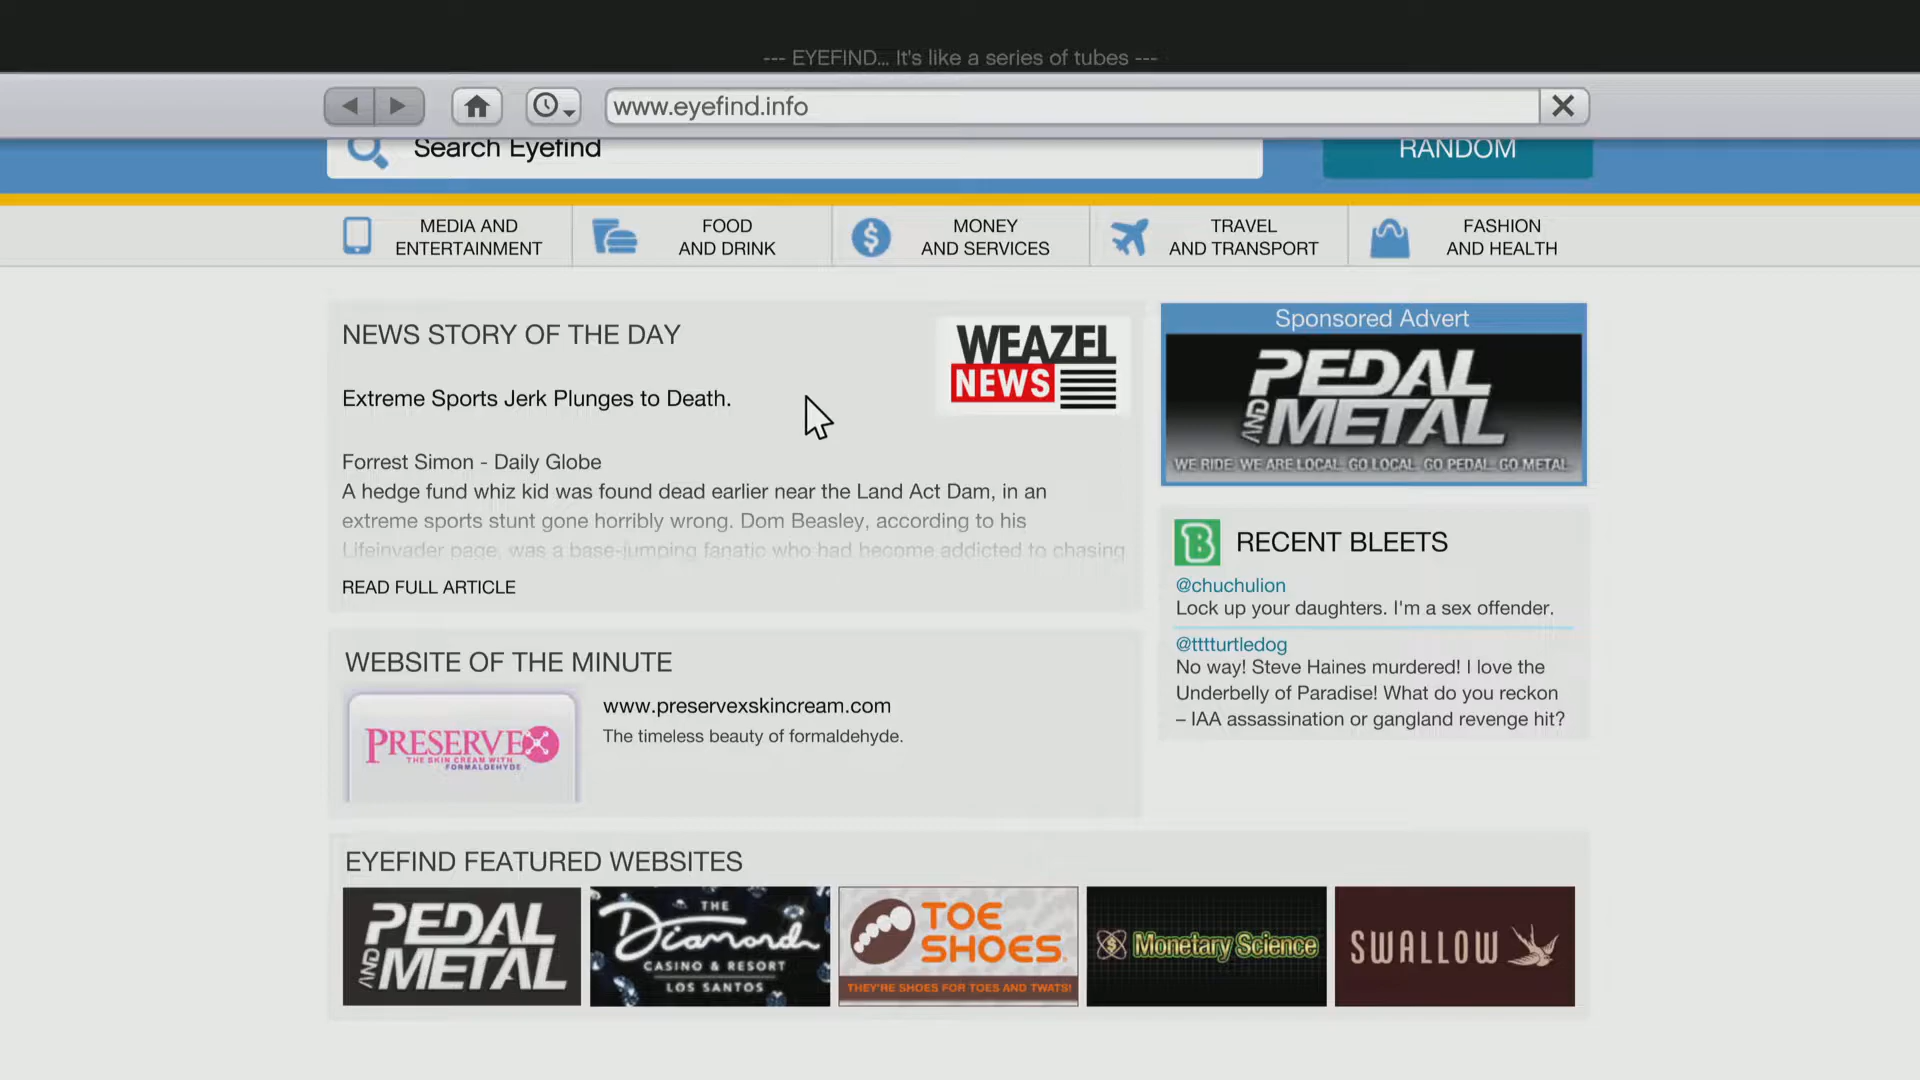 --- EYEFIND... It's like a series of tubes ---
www.eyefind.info
Search Eyefind
RANDOM
MEDIA AND
ENTERTAINMENT
FOOD
AND DRINK
MONEY
AND SERVICES
TRAVEL
AND TRANSPORT
FASHION
AND HEALTH
NEWS STORY OF THE DAY
WEAZEL
NEWS
Extreme Sports Jerk Plunges to Death.
Forrest Simon - Daily Globe
A hedge fund whiz kid was found dead earlier near the Land Act Dam, in an
extreme sports stunt gone horribly wrong. Dom Beasley, according to his
Lifeinvader page, was a base-jumping fanatic who had become addicted to chasing
READ FULL ARTICLE
Sponsored Advert
PEDAL
AND METAL
WE RIDE. WE ARE LOCAL. GO LOCAL. GO PEDAL. GO METAL.
B RECENT BLEETS
@chuchulion
Lock up your daughters. I'm a sex offender.
@tttturtledog
No way! Steve Haines murdered! I love the
Underbelly of Paradise! What do you reckon
– IAA assassination or gangland revenge hit?
WEBSITE OF THE MINUTE
PRESERVEX
THE SKIN CREAM WITH
FORMALDEHYDE
www.preservexskincream.com
The timeless beauty of formaldehyde.
EYEFIND FEATURED WEBSITES
PEDAL
AND METAL
THE
Diamond
CASINO & RESORT
LOS SANTOS
TOE
SHOES.
THEY'RE SHOES FOR TOES AND TWATS!
$ Monetary Science
SWALLOW